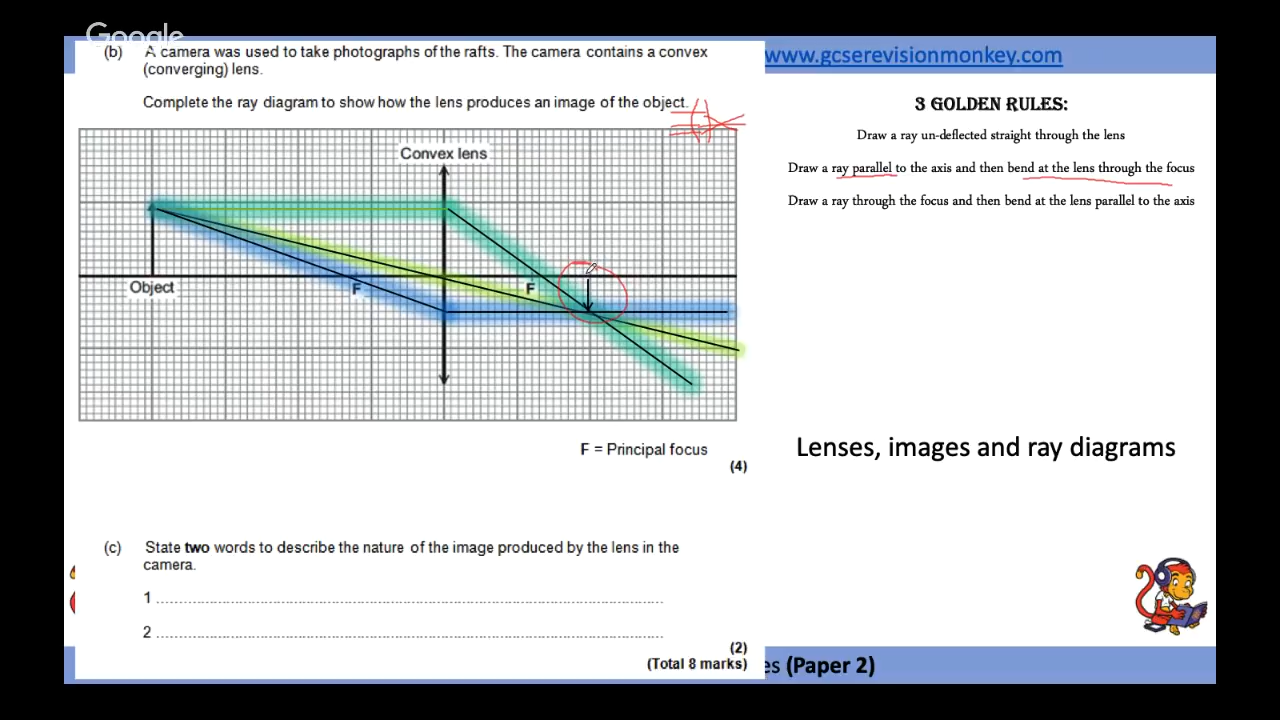 Google
(b) A camera was used to take photographs of the rafts. The camera contains a convex
(converging) lens.
Complete the ray diagram to show how the lens produces an image of the object.
Convex lens
Object
F
F
F = Principal focus
(4)
(c) State two words to describe the nature of the image produced by the lens in the
camera.
1
2
(2)
(Total 8 marks)
www.gcserevisionmonkey.com
3 GOLDEN RULES:
Draw a ray un-deflected straight through the lens
Draw a ray parallel to the axis and then bend at the lens through the focus
Draw a ray through the focus and then bend at the lens parallel to the axis
Lenses, images and ray diagrams
es (Paper 2)